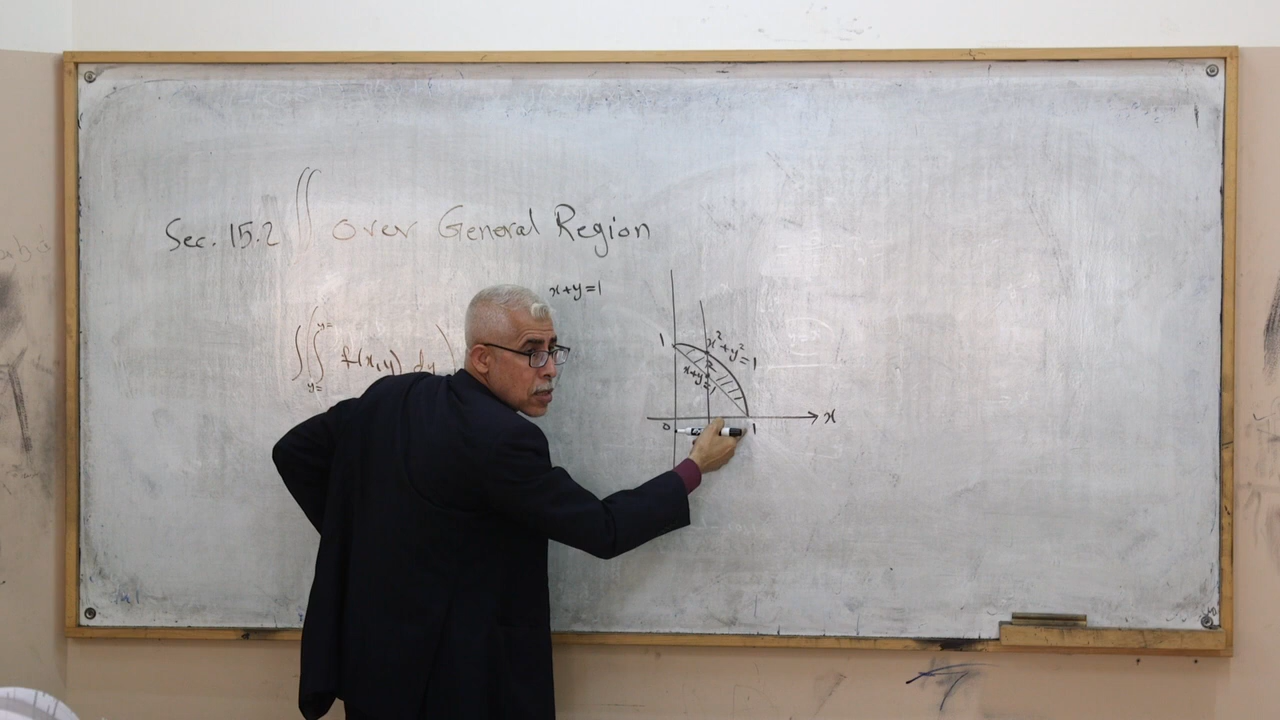 Sec. 15.2 ∬ over General Region
x+y=1
∫(∫ y= y= f(x,y) dy)
1
x²+y²=1
x+y=1
x
0
1